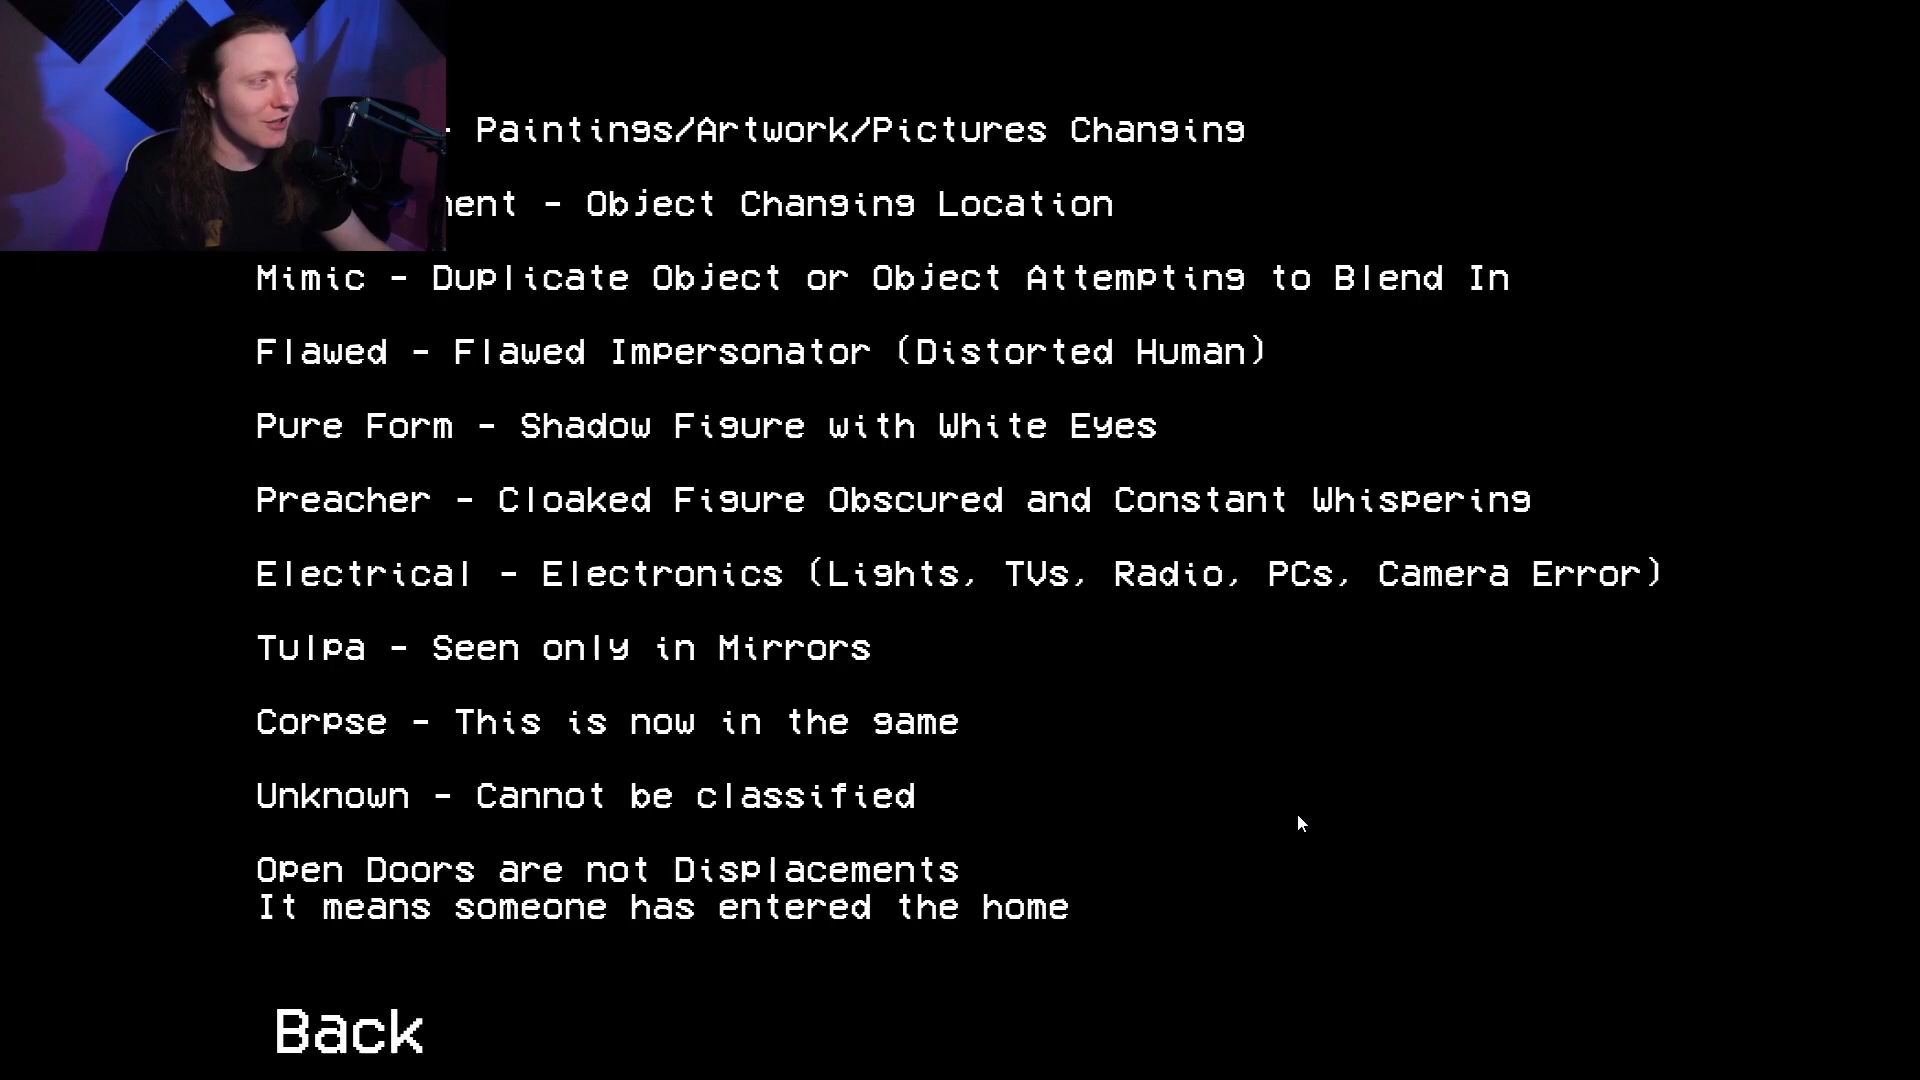 - Paintings/Artwork/Pictures Changing
- Object Changing Location
Mimic - Duplicate Object or Object Attempting to Blend In
Flawed - Flawed Impersonator (Distorted Human)
Pure Form - Shadow Figure with White Eyes
Preacher - Cloaked Figure Obscured and Constant Whispering
Electrical - Electronics (Lights, TVs, Radio, PCs, Camera Error)
Tulpa - Seen only in Mirrors
Corpse - This is now in the game
Unknown - Cannot be classified
Open Doors are not Displacements
It means someone has entered the home
Back